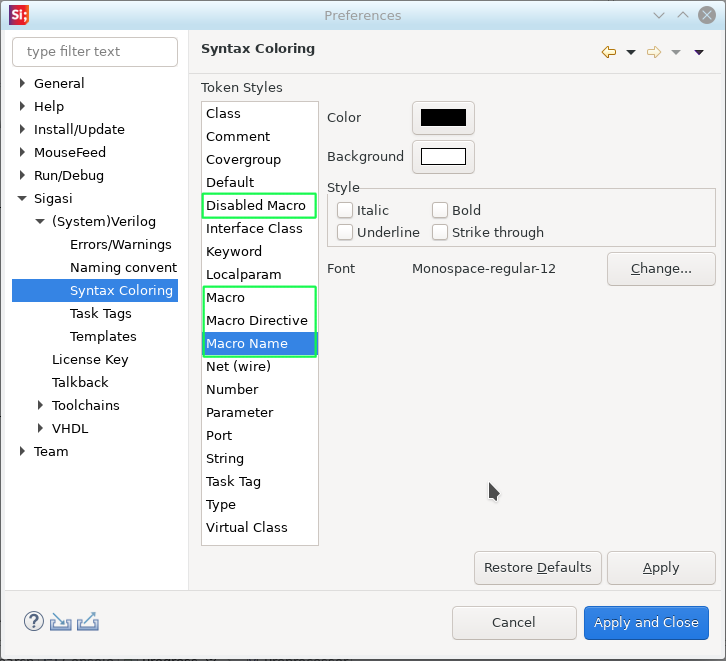 Si;
Preferences
type filter text
General
Help
Install/Update
MouseFeed
Run/Debug
Sigasi
(System)Verilog
Errors/Warnings
Naming convent
Syntax Coloring
Task Tags
Templates
License Key
Talkback
Toolchains
VHDL
Team
Syntax Coloring
Token Styles
Class
Comment
Covergroup
Default
Disabled Macro
Interface Class
Keyword
Localparam
Macro
Macro Directive
Macro Name
Net (wire)
Number
Parameter
Port
String
Task Tag
Type
Virtual Class
Color
Background
Style
Italic
Bold
Underline
Strike through
Font
Monospace-regular-12
Change...
Restore Defaults
Apply
?
Cancel
Apply and Close